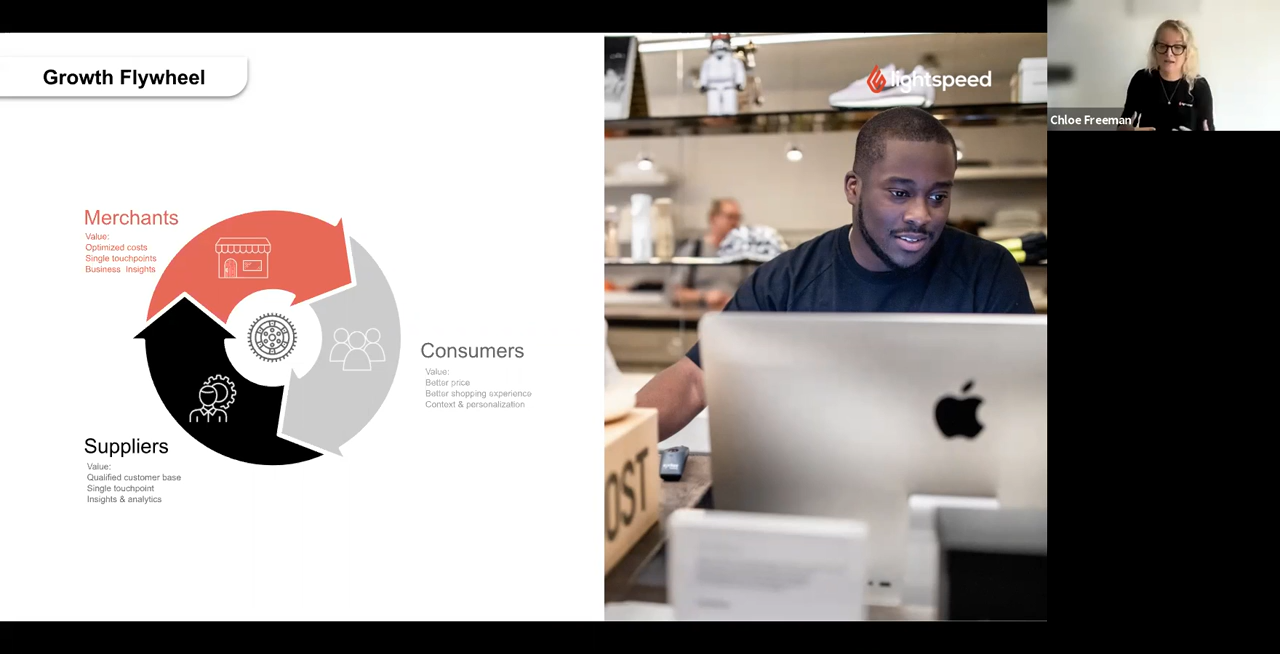 Growth Flywheel
Merchants
Value:
Optimized costs
Single touchpoints
Business Insights
Consumers
Value:
Better price
Better shopping experience
Context & personalization
Suppliers
Value:
Qualified customer base
Single touchpoint
Insights & analytics
lightspeed
OST
Chloe Freeman